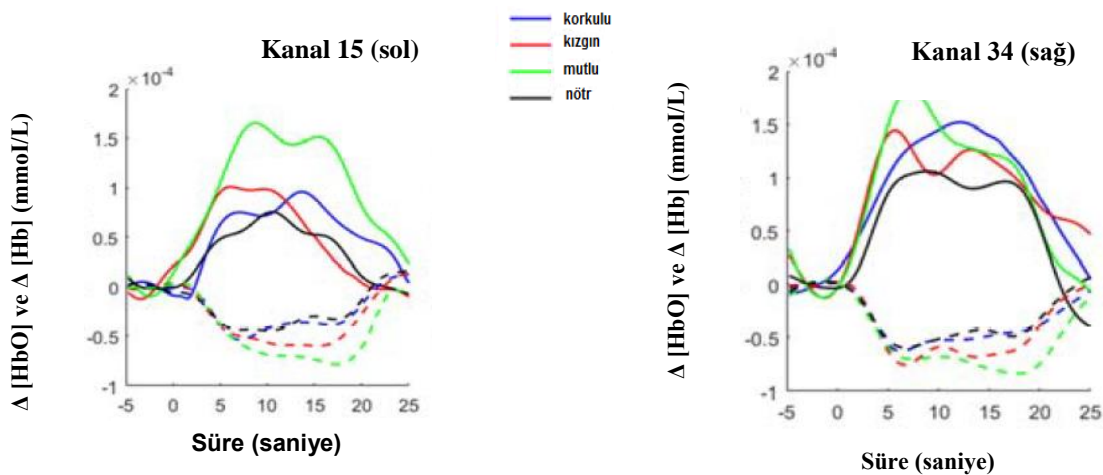 Kanal 15 (sol)
×10⁻⁴
2
1.5
1
0.5
0
-0.5
-1
-5 0 5 10 15 20 25
Δ [HbO] ve Δ [Hb] (mmol/L)
Süre (saniye)
korkulu
kızgın
mutlu
nötr
Kanal 34 (sağ)
×10⁻⁴
2
1.5
1
0.5
0
-0.5
-1
-5 0 5 10 15 20 25
Δ [HbO] ve Δ [Hb] (mmol/L)
Süre (saniye)